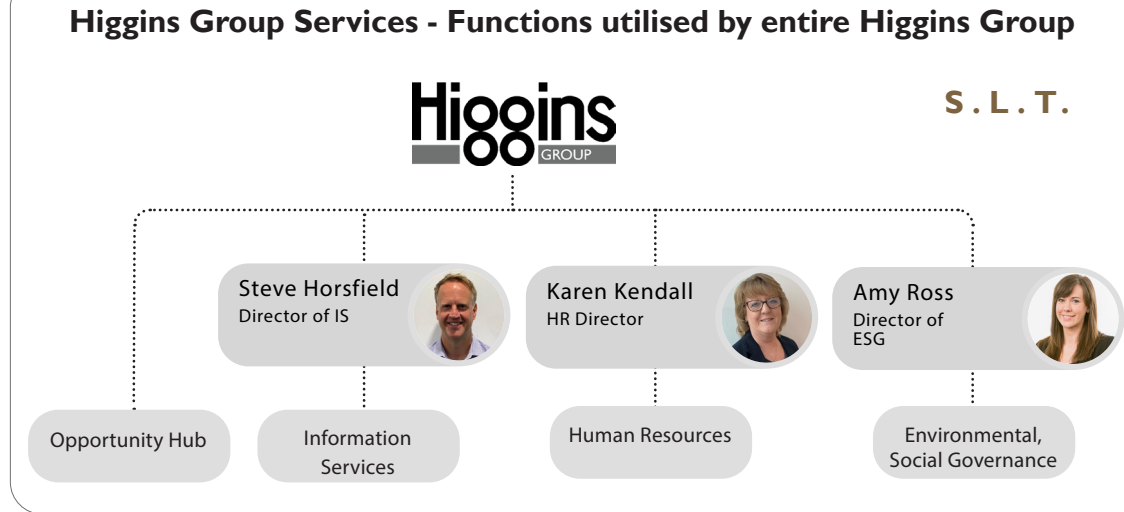 Higgins Group Services - Functions utilised by entire Higgins Group
Higgins
GROUP
S.L.T.
Steve Horsfield
Director of IS
Karen Kendall
HR Director
Amy Ross
Director of
ESG
Opportunity Hub
Information
Services
Human Resources
Environmental,
Social Governance